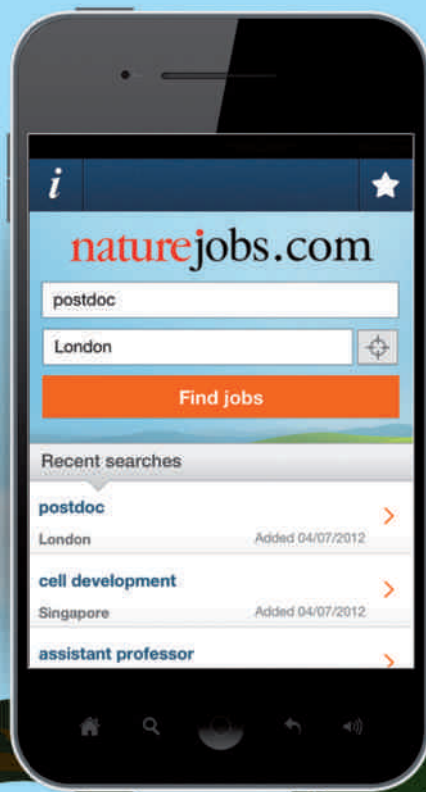 i
naturejobs.com
postdoc
London
Find jobs
Recent searches
postdoc
London Added 04/07/2012
cell development
Singapore Added 04/07/2012
assistant professor